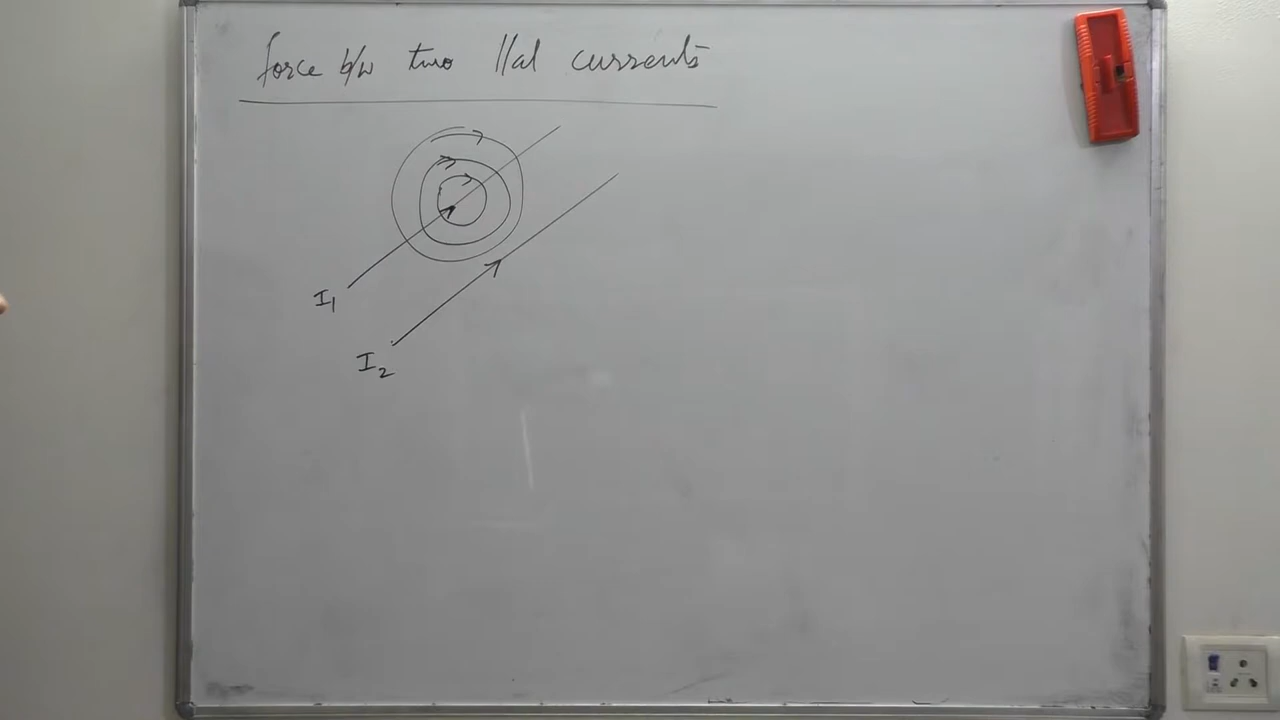 force b/w two ||al currents
I₁
I₂